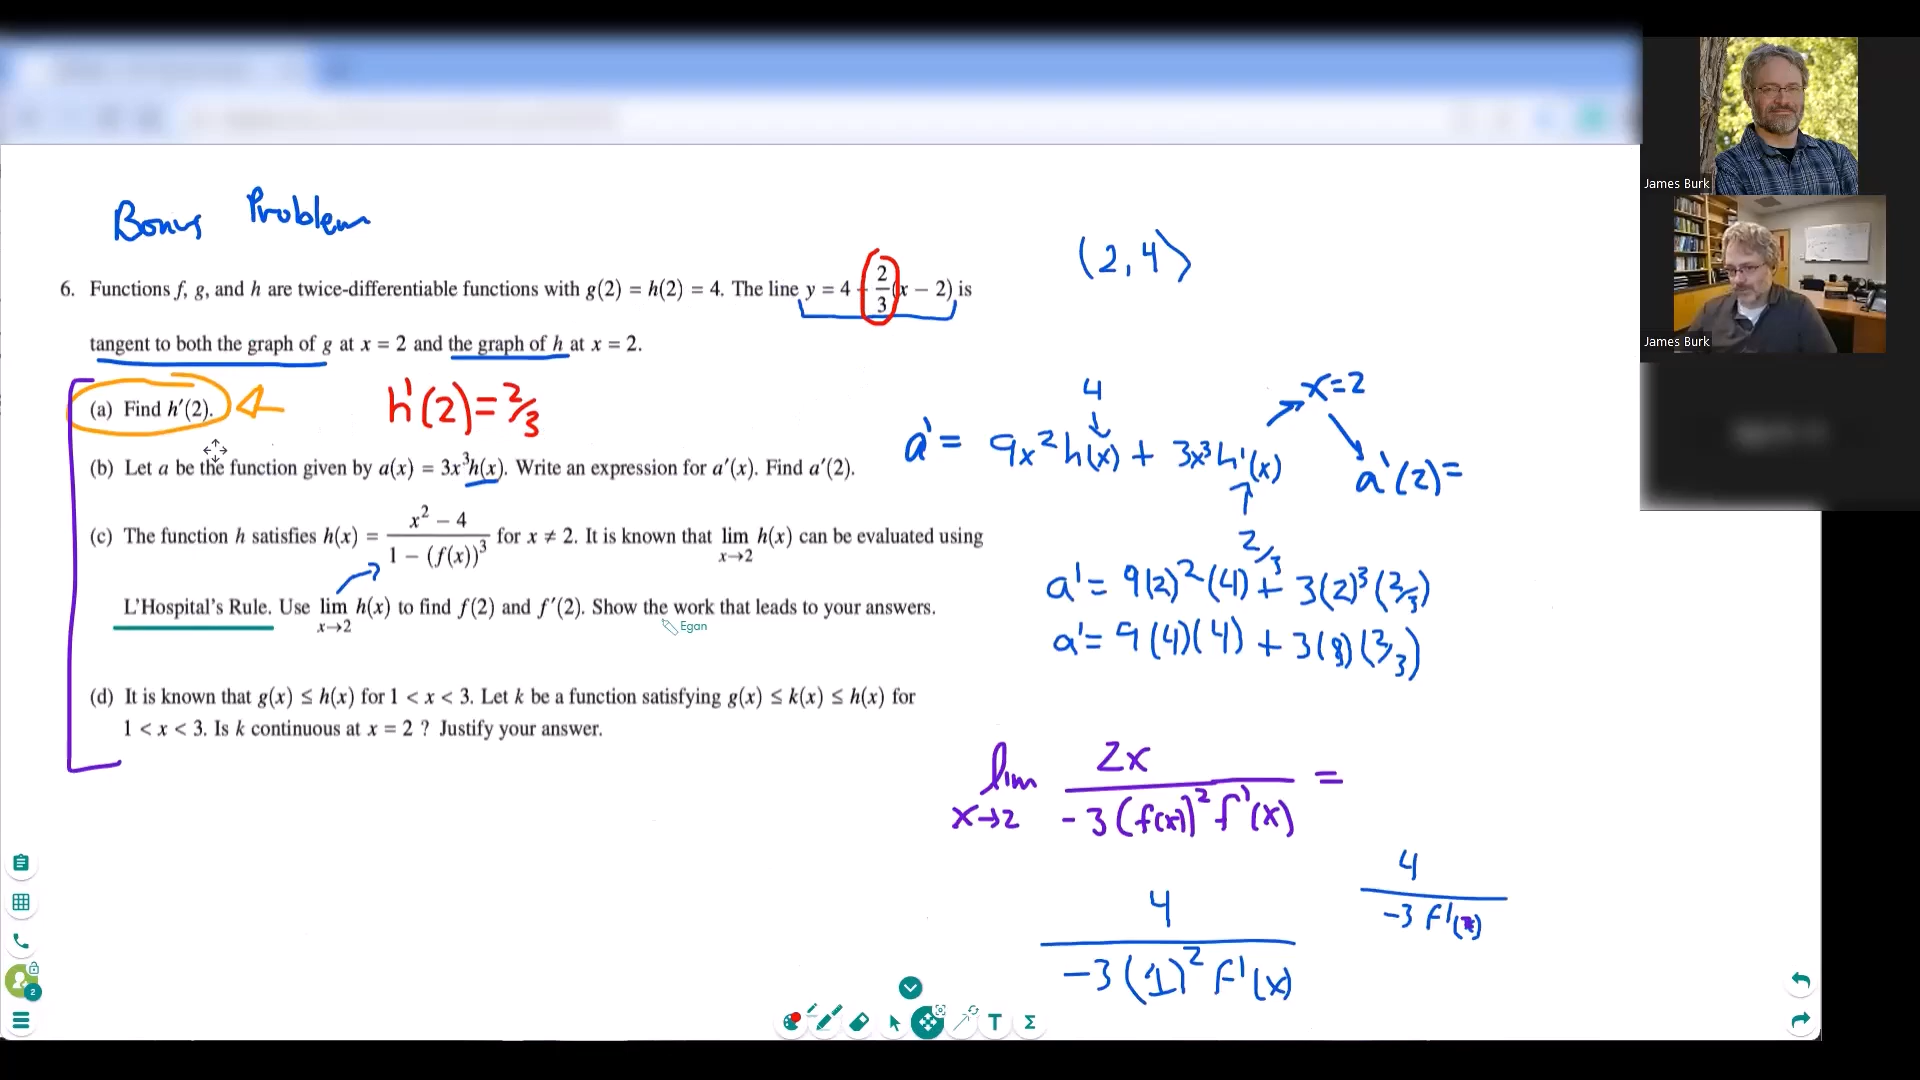 James Burk
James Burk
Bonus Problem
(2,4)
6. Functions f, g, and h are twice-differentiable functions with g(2) = h(2) = 4. The line y = 4 + 2/3(x − 2) is
tangent to both the graph of g at x = 2 and the graph of h at x = 2.
(a) Find h′(2).
h'(2)=2/3
(b) Let a be the function given by a(x) = 3x³h(x). Write an expression for a′(x). Find a′(2).
(c) The function h satisfies h(x) = (x² − 4)/(1 − (f(x))³) for x ≠ 2. It is known that lim x→2 h(x) can be evaluated using
L’Hospital’s Rule. Use lim x→2 h(x) to find f(2) and f′(2). Show the work that leads to your answers.
Egan
(d) It is known that g(x) ≤ h(x) for 1 < x < 3. Let k be a function satisfying g(x) ≤ k(x) ≤ h(x) for
1 < x < 3. Is k continuous at x = 2 ? Justify your answer.
4
x=2
a' = 9x²h(x) + 3x³h'(x)
a'(2)=
2/3
a' = 9(2)²(4) + 3(2)³(2/3)
a' = 9(4)(4) + 3(8)(2/3)
lim x→2 2x/(-3(f(x))² f'(x)) =
4/(-3(1)² f'(x))
4/(-3 f'( ))
2
T Σ